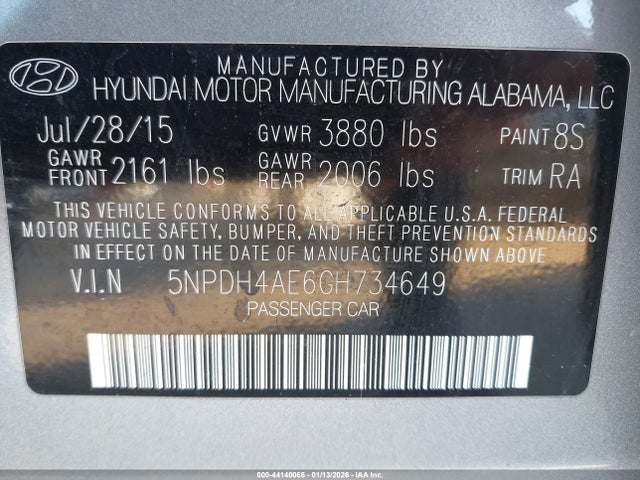 MANUFACTURED BY
HYUNDAI MOTOR MANUFACTURING ALABAMA, LLC
Jul/28/15 GVWR 3880 lbs PAINT 8S
GAWR FRONT 2161 lbs GAWR REAR 2006 lbs TRIM RA
THIS VEHICLE CONFORMS TO ALL APPLICABLE U.S.A. FEDERAL
MOTOR VEHICLE SAFETY, BUMPER, AND THEFT PREVENTION STANDARDS
IN EFFECT ON THE DATE OF MANUFACTURE SHOWN ABOVE
V.I.N 5NPDH4AE6GH734649
PASSENGER CAR
000-44140066 - 01/13/2026 - IAA Inc.